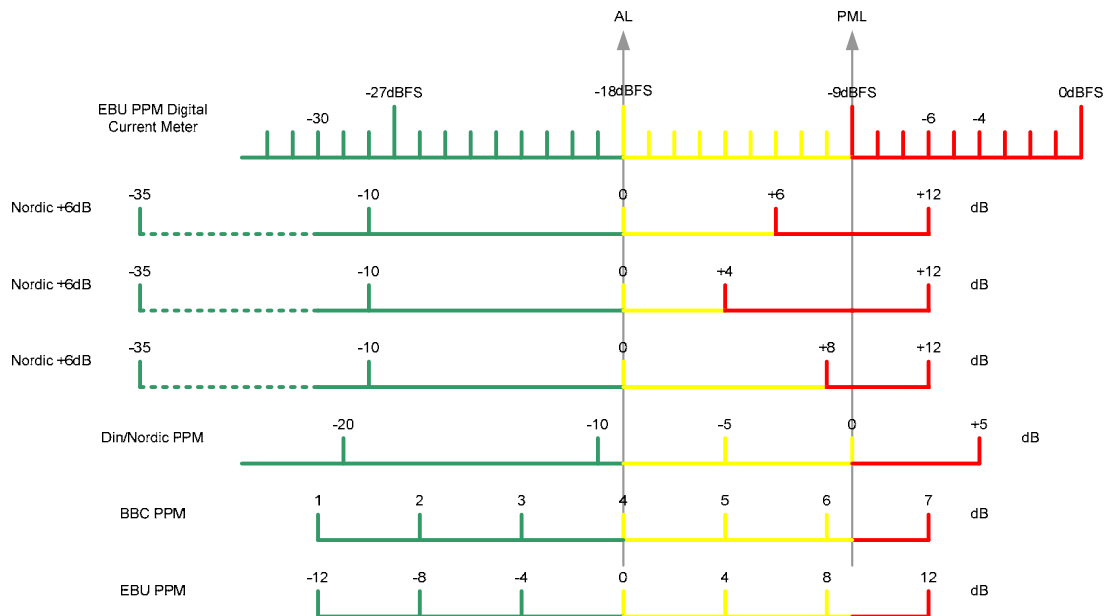 AL PML
-27dBFS -18dBFS -9dBFS 0dBFS
EBU PPM Digital
Current Meter
-30 -6 -4
-35 -10 0 +6 +12
Nordic +6dB dB
-35 -10 0 +4 +12
Nordic +6dB dB
-35 -10 0 +8 +12
Nordic +6dB dB
-20 -10 -5 0 +5
Din/Nordic PPM dB
1 2 3 4 5 6 7
BBC PPM dB
-12 -8 -4 0 4 8 12
EBU PPM dB